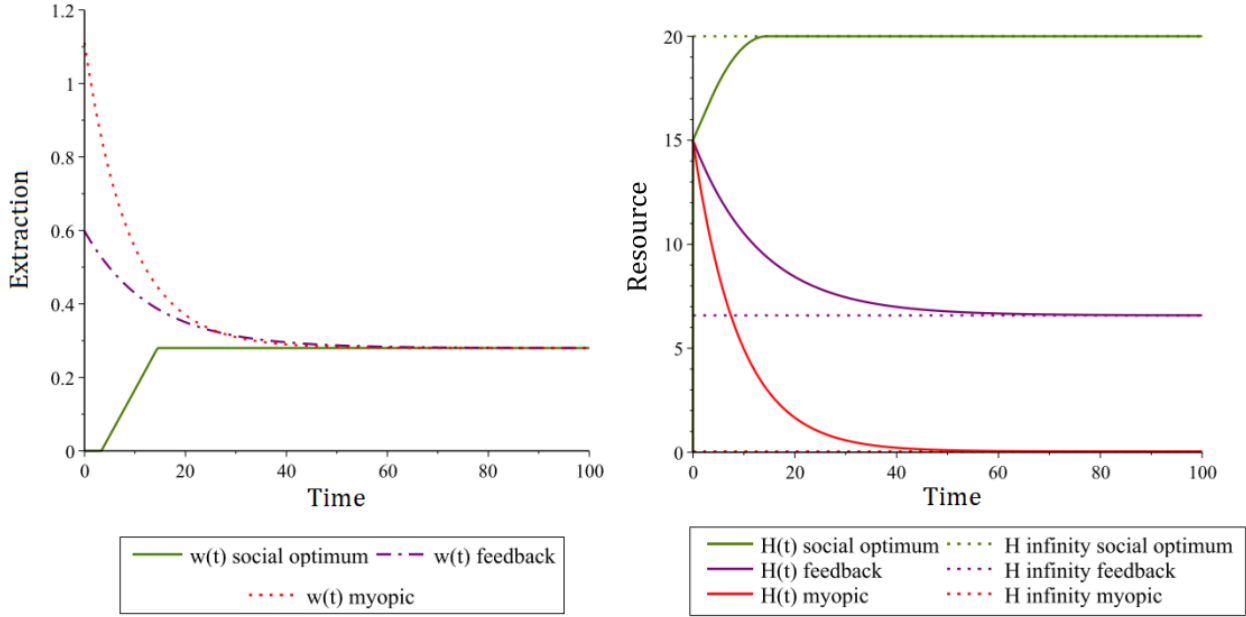 1.2
1
0.8
0.6
0.4
0.2
0
Extraction
0 20 40 60 80 100
Time
w(t) social optimum w(t) feedback
w(t) myopic
20
15
10
5
0
Resource
0 20 40 60 80 100
Time
H(t) social optimum H infinity social optimum
H(t) feedback H infinity feedback
H(t) myopic H infinity myopic